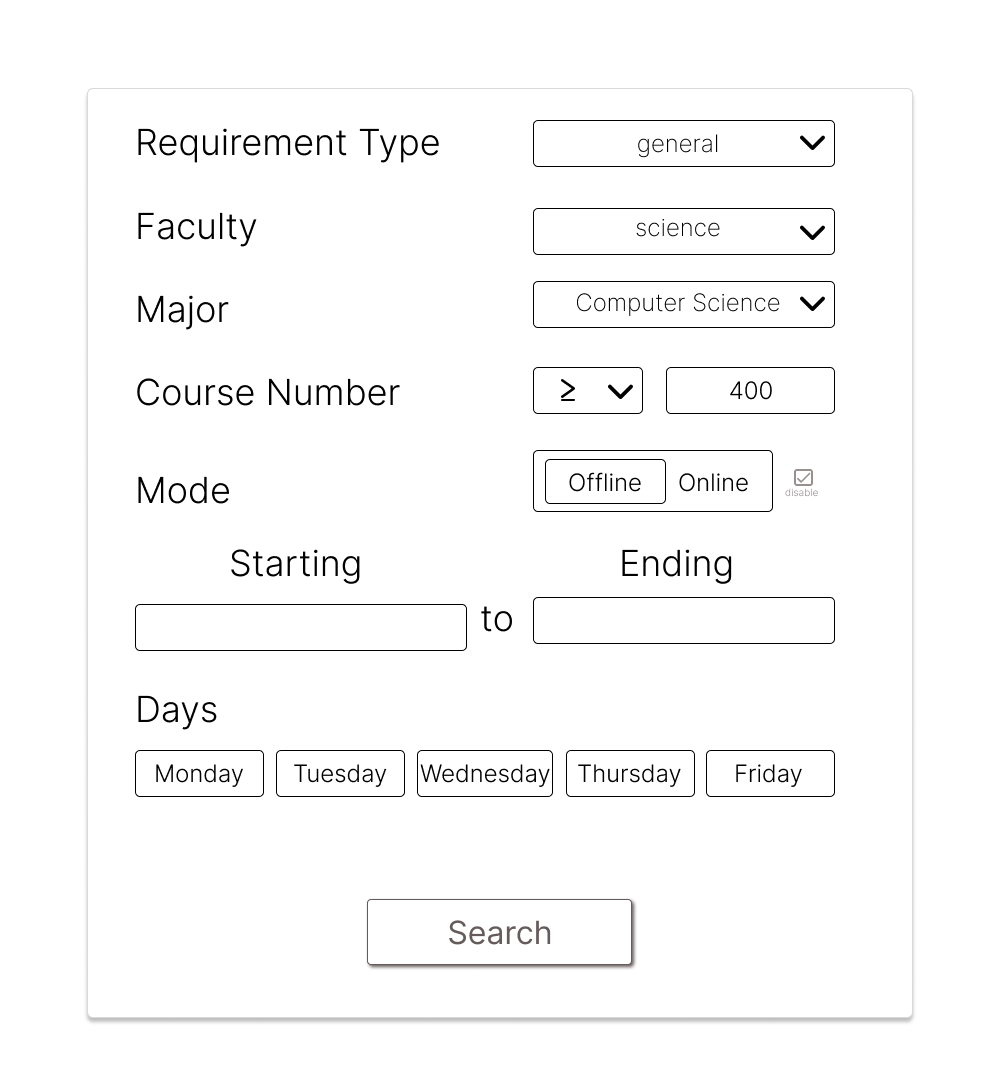 Requirement Type general
Faculty science
Major Computer Science
Course Number ≥ 400
Mode Offline Online disable
Starting Ending
to
Days
Monday Tuesday Wednesday Thursday Friday
Search